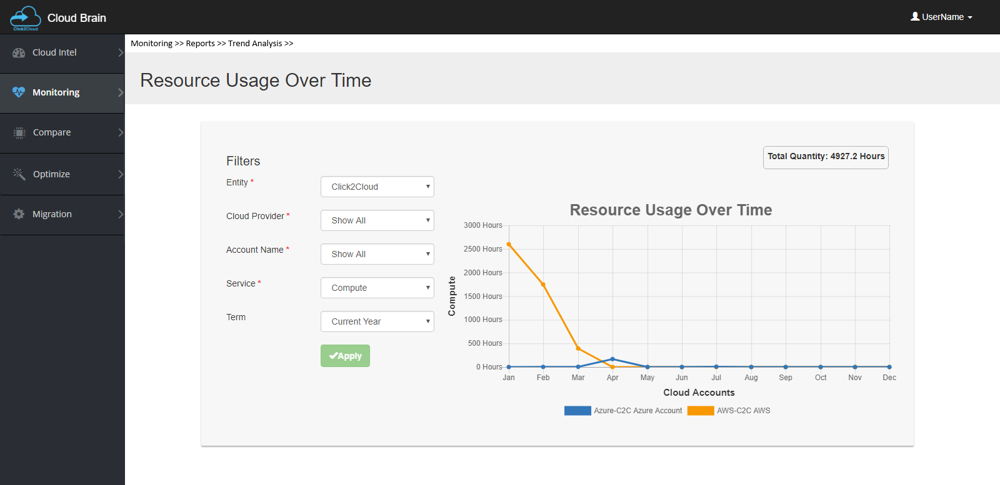 Click2Cloud
Cloud Brain
UserName
Cloud Intel
Monitoring
Compare
Optimize
Migration
Monitoring >> Reports >> Trend Analysis >>
Resource Usage Over Time
Filters
Entity *
Click2Cloud
Cloud Provider *
Show All
Account Name *
Show All
Service *
Compute
Term
Current Year
Apply
Total Quantity: 4927.2 Hours
Resource Usage Over Time
3000 Hours
2500 Hours
2000 Hours
1500 Hours
1000 Hours
500 Hours
0 Hours
Compute
Jan Feb Mar Apr May Jun Jul Aug Sep Oct Nov Dec
Cloud Accounts
Azure-C2C Azure Account AWS-C2C AWS